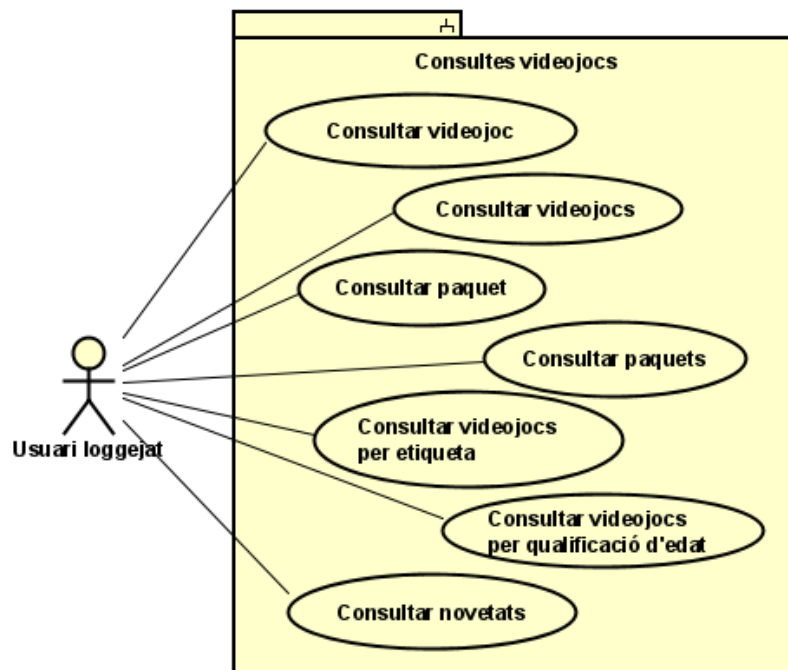 Consultes videojocs
Consultar videojoc
Consultar videojocs
Consultar paquet
Consultar paquets
Consultar videojocs
per etiqueta
Usuari loggejat
Consultar videojocs
per qualificació d'edat
Consultar novetats